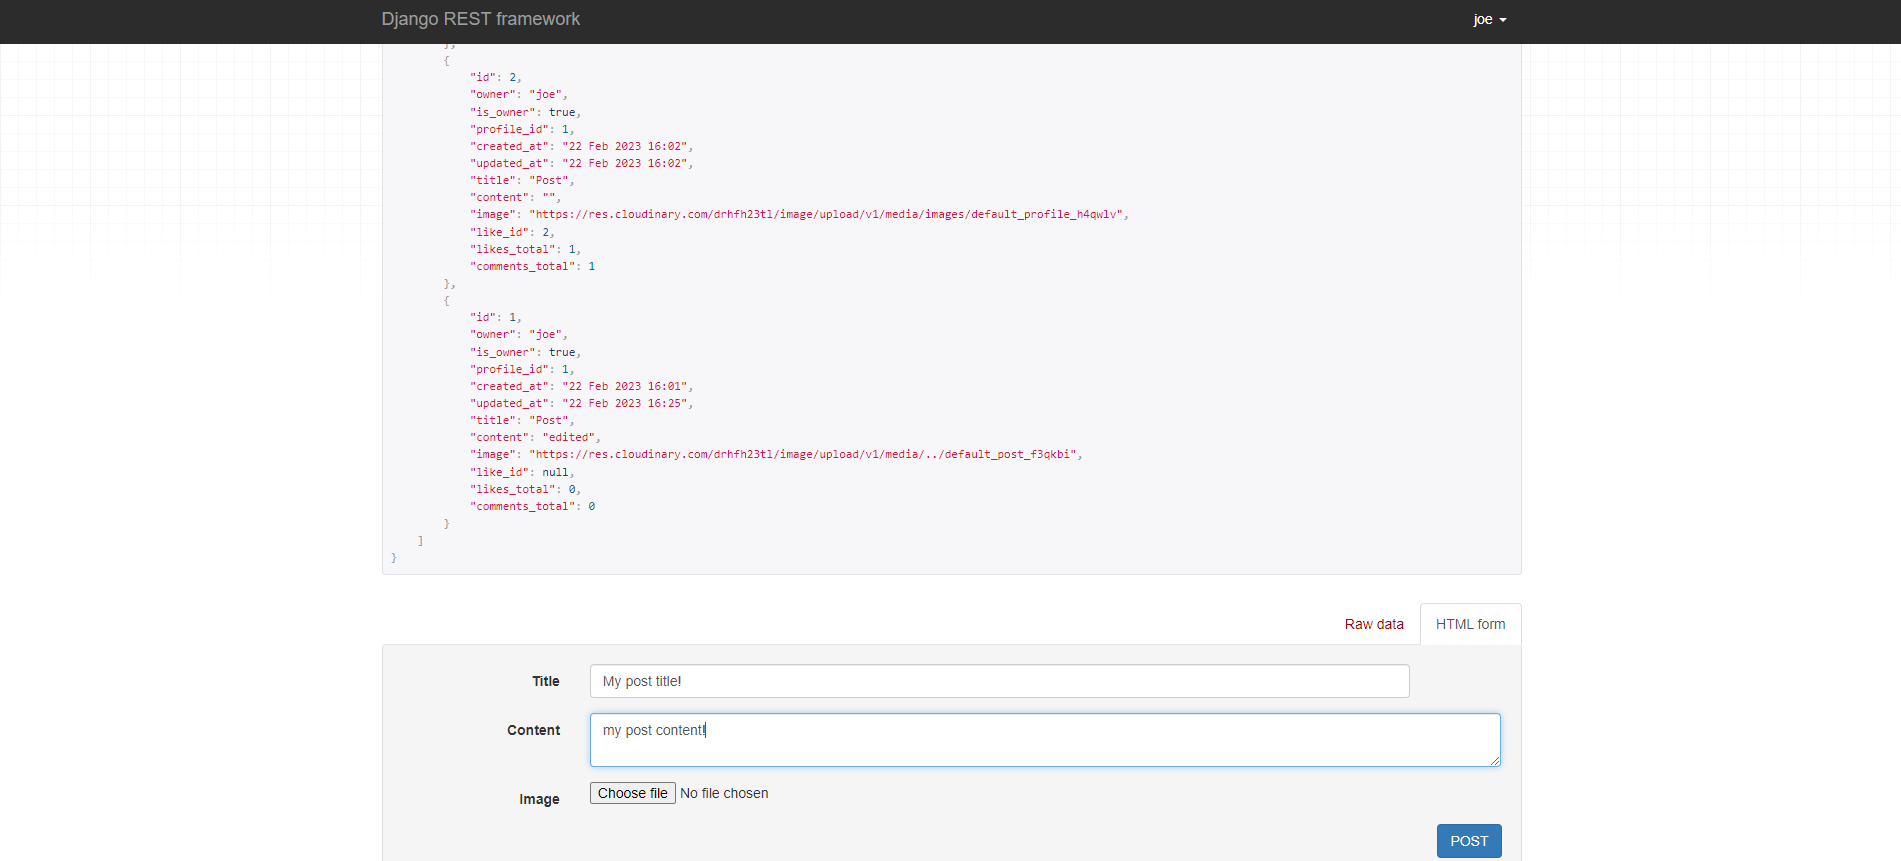 Django REST framework
joe
},
{
"id": 2,
"owner": "joe",
"is_owner": true,
"profile_id": 1,
"created_at": "22 Feb 2023 16:02",
"updated_at": "22 Feb 2023 16:02",
"title": "Post",
"content": "",
"image": "https://res.cloudinary.com/drhfh23tl/image/upload/v1/media/images/default_profile_h4qwlv",
"like_id": 2,
"likes_total": 1,
"comments_total": 1
},
{
"id": 1,
"owner": "joe",
"is_owner": true,
"profile_id": 1,
"created_at": "22 Feb 2023 16:01",
"updated_at": "22 Feb 2023 16:25",
"title": "Post",
"content": "edited",
"image": "https://res.cloudinary.com/drhfh23tl/image/upload/v1/media/../default_post_f3qkbi",
"like_id": null,
"likes_total": 0,
"comments_total": 0
}
]
}
Raw data
HTML form
Title
My post title!
Content
my post content!
Image
Choose file No file chosen
POST